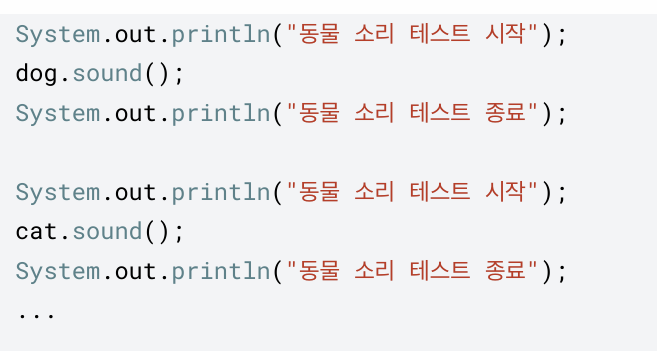 System.out.println("동물 소리 테스트 시작");
dog.sound();
System.out.println("동물 소리 테스트 종료");

System.out.println("동물 소리 테스트 시작");
cat.sound();
System.out.println("동물 소리 테스트 종료");
...